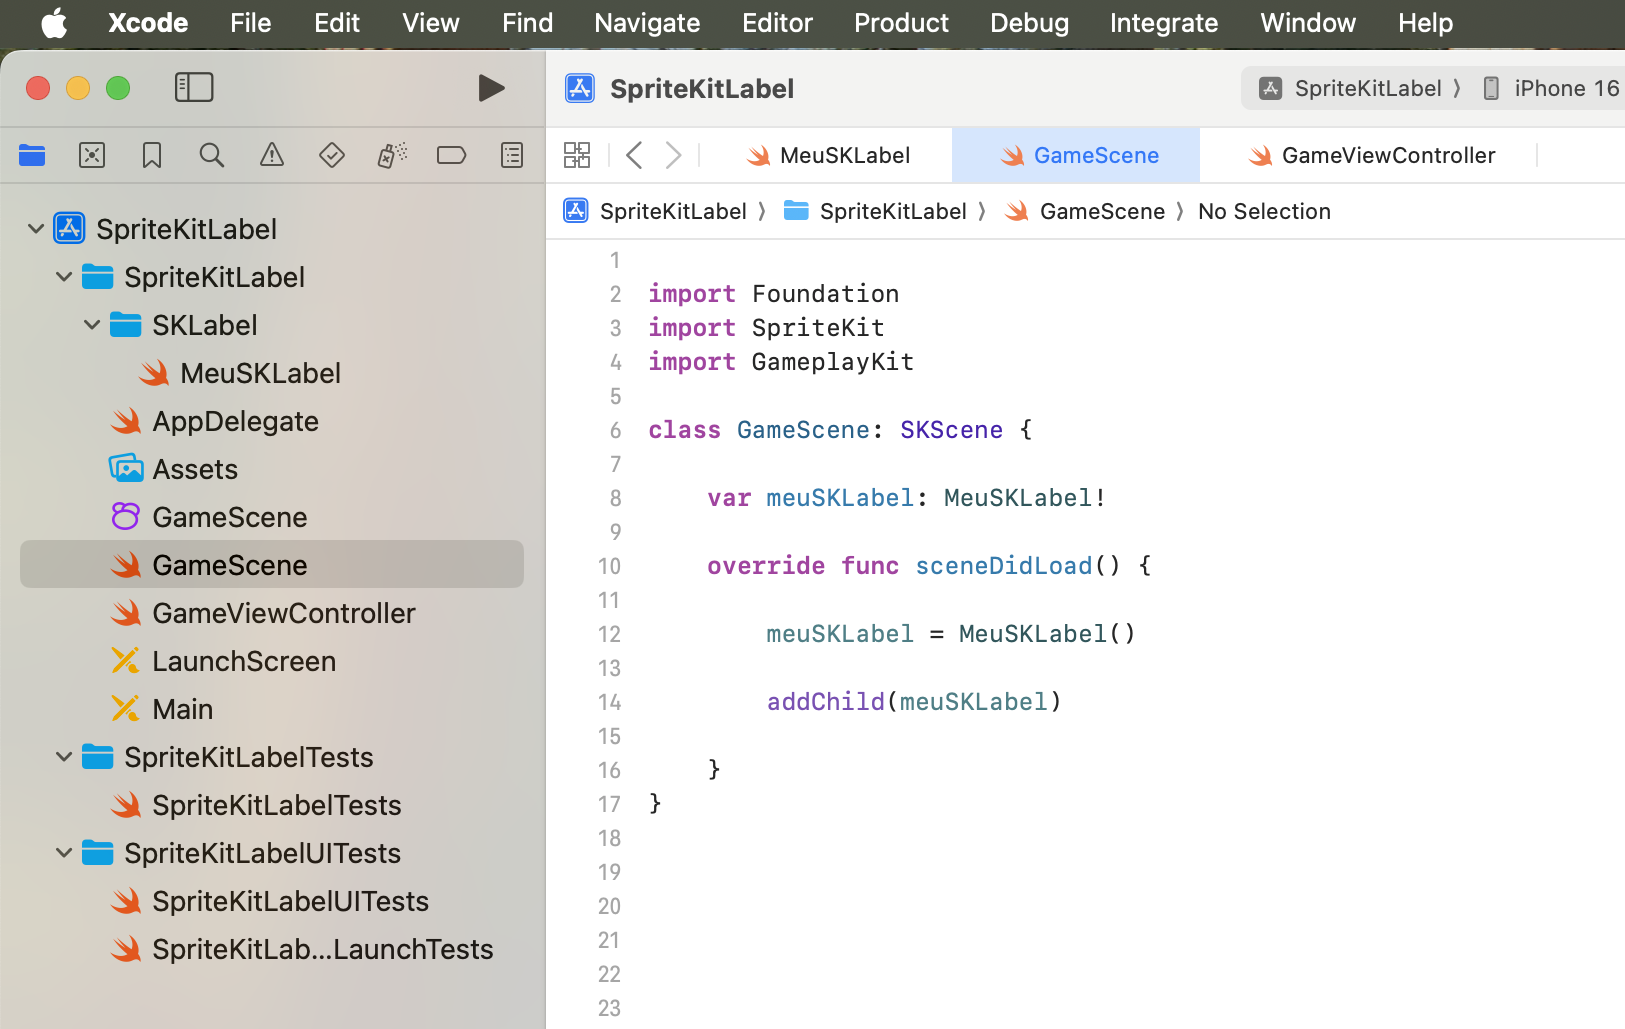 Xcode File Edit View Find Navigate Editor Product Debug Integrate Window Help
SpriteKitLabel
SpriteKitLabel
iPhone 16
MeuSKLabel
GameScene
GameViewController
SpriteKitLabel
SpriteKitLabel
GameScene
No Selection
SpriteKitLabel
SpriteKitLabel
SKLabel
MeuSKLabel
AppDelegate
Assets
GameScene
GameScene
GameViewController
LaunchScreen
Main
SpriteKitLabelTests
SpriteKitLabelTests
SpriteKitLabelUITests
SpriteKitLabelUITests
SpriteKitLab...LaunchTests
1
2 import Foundation
3 import SpriteKit
4 import GameplayKit
5
6 class GameScene: SKScene {
7
8 var meuSKLabel: MeuSKLabel!
9
10 override func sceneDidLoad() {
11
12 meuSKLabel = MeuSKLabel()
13
14 addChild(meuSKLabel)
15
16 }
17 }
18
19
20
21
22
23